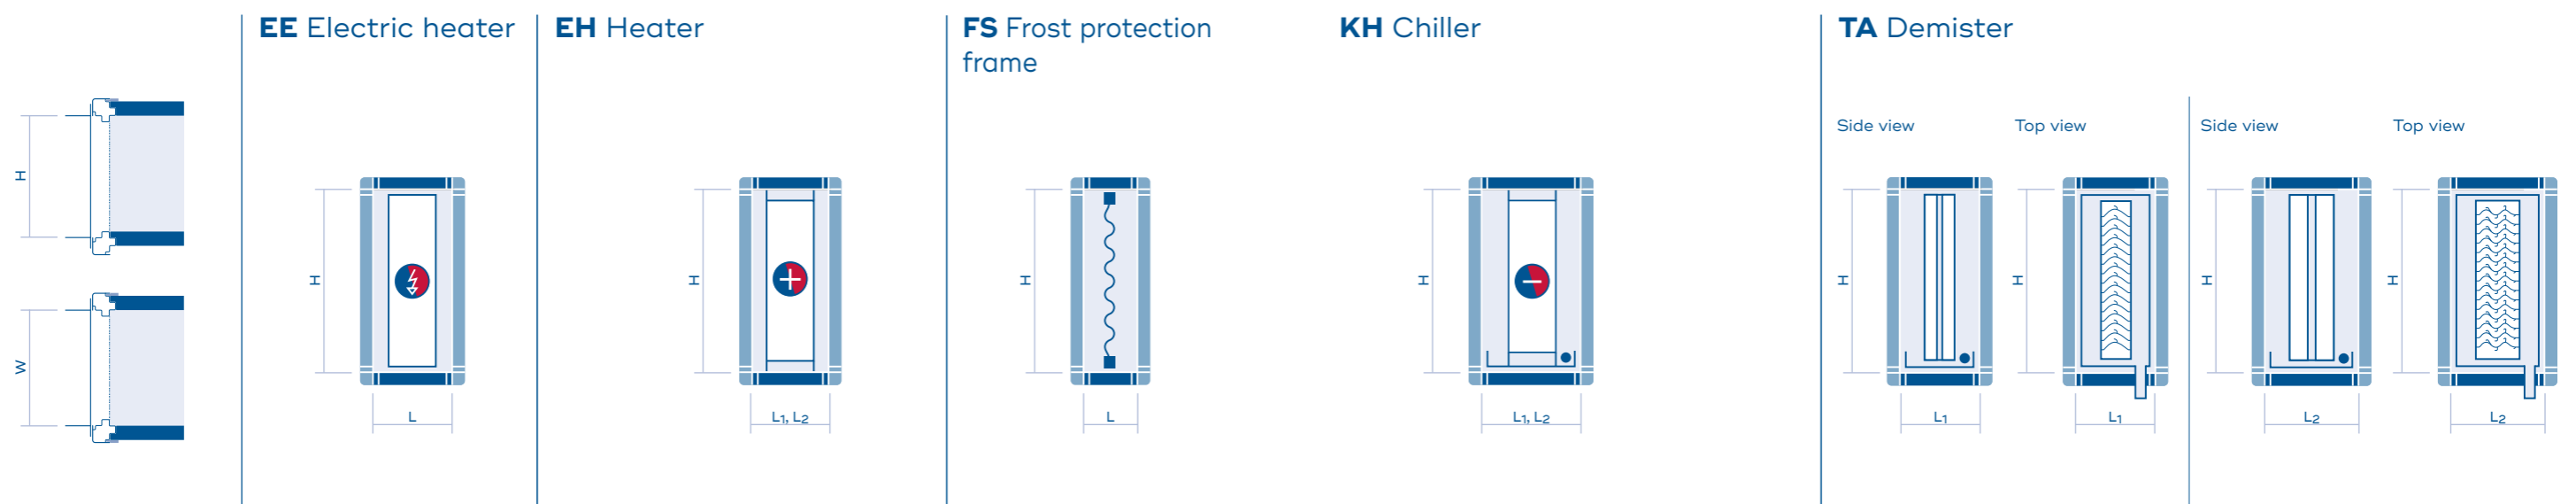 EE Electric heater
EH Heater
FS Frost protection
frame
KH Chiller
TA Demister
Side view
Top view
Side view
Top view
H
W
H
L
H
L1, L2
H
L
H
L1, L2
H
L1
H
L1
H
L2
H
L2